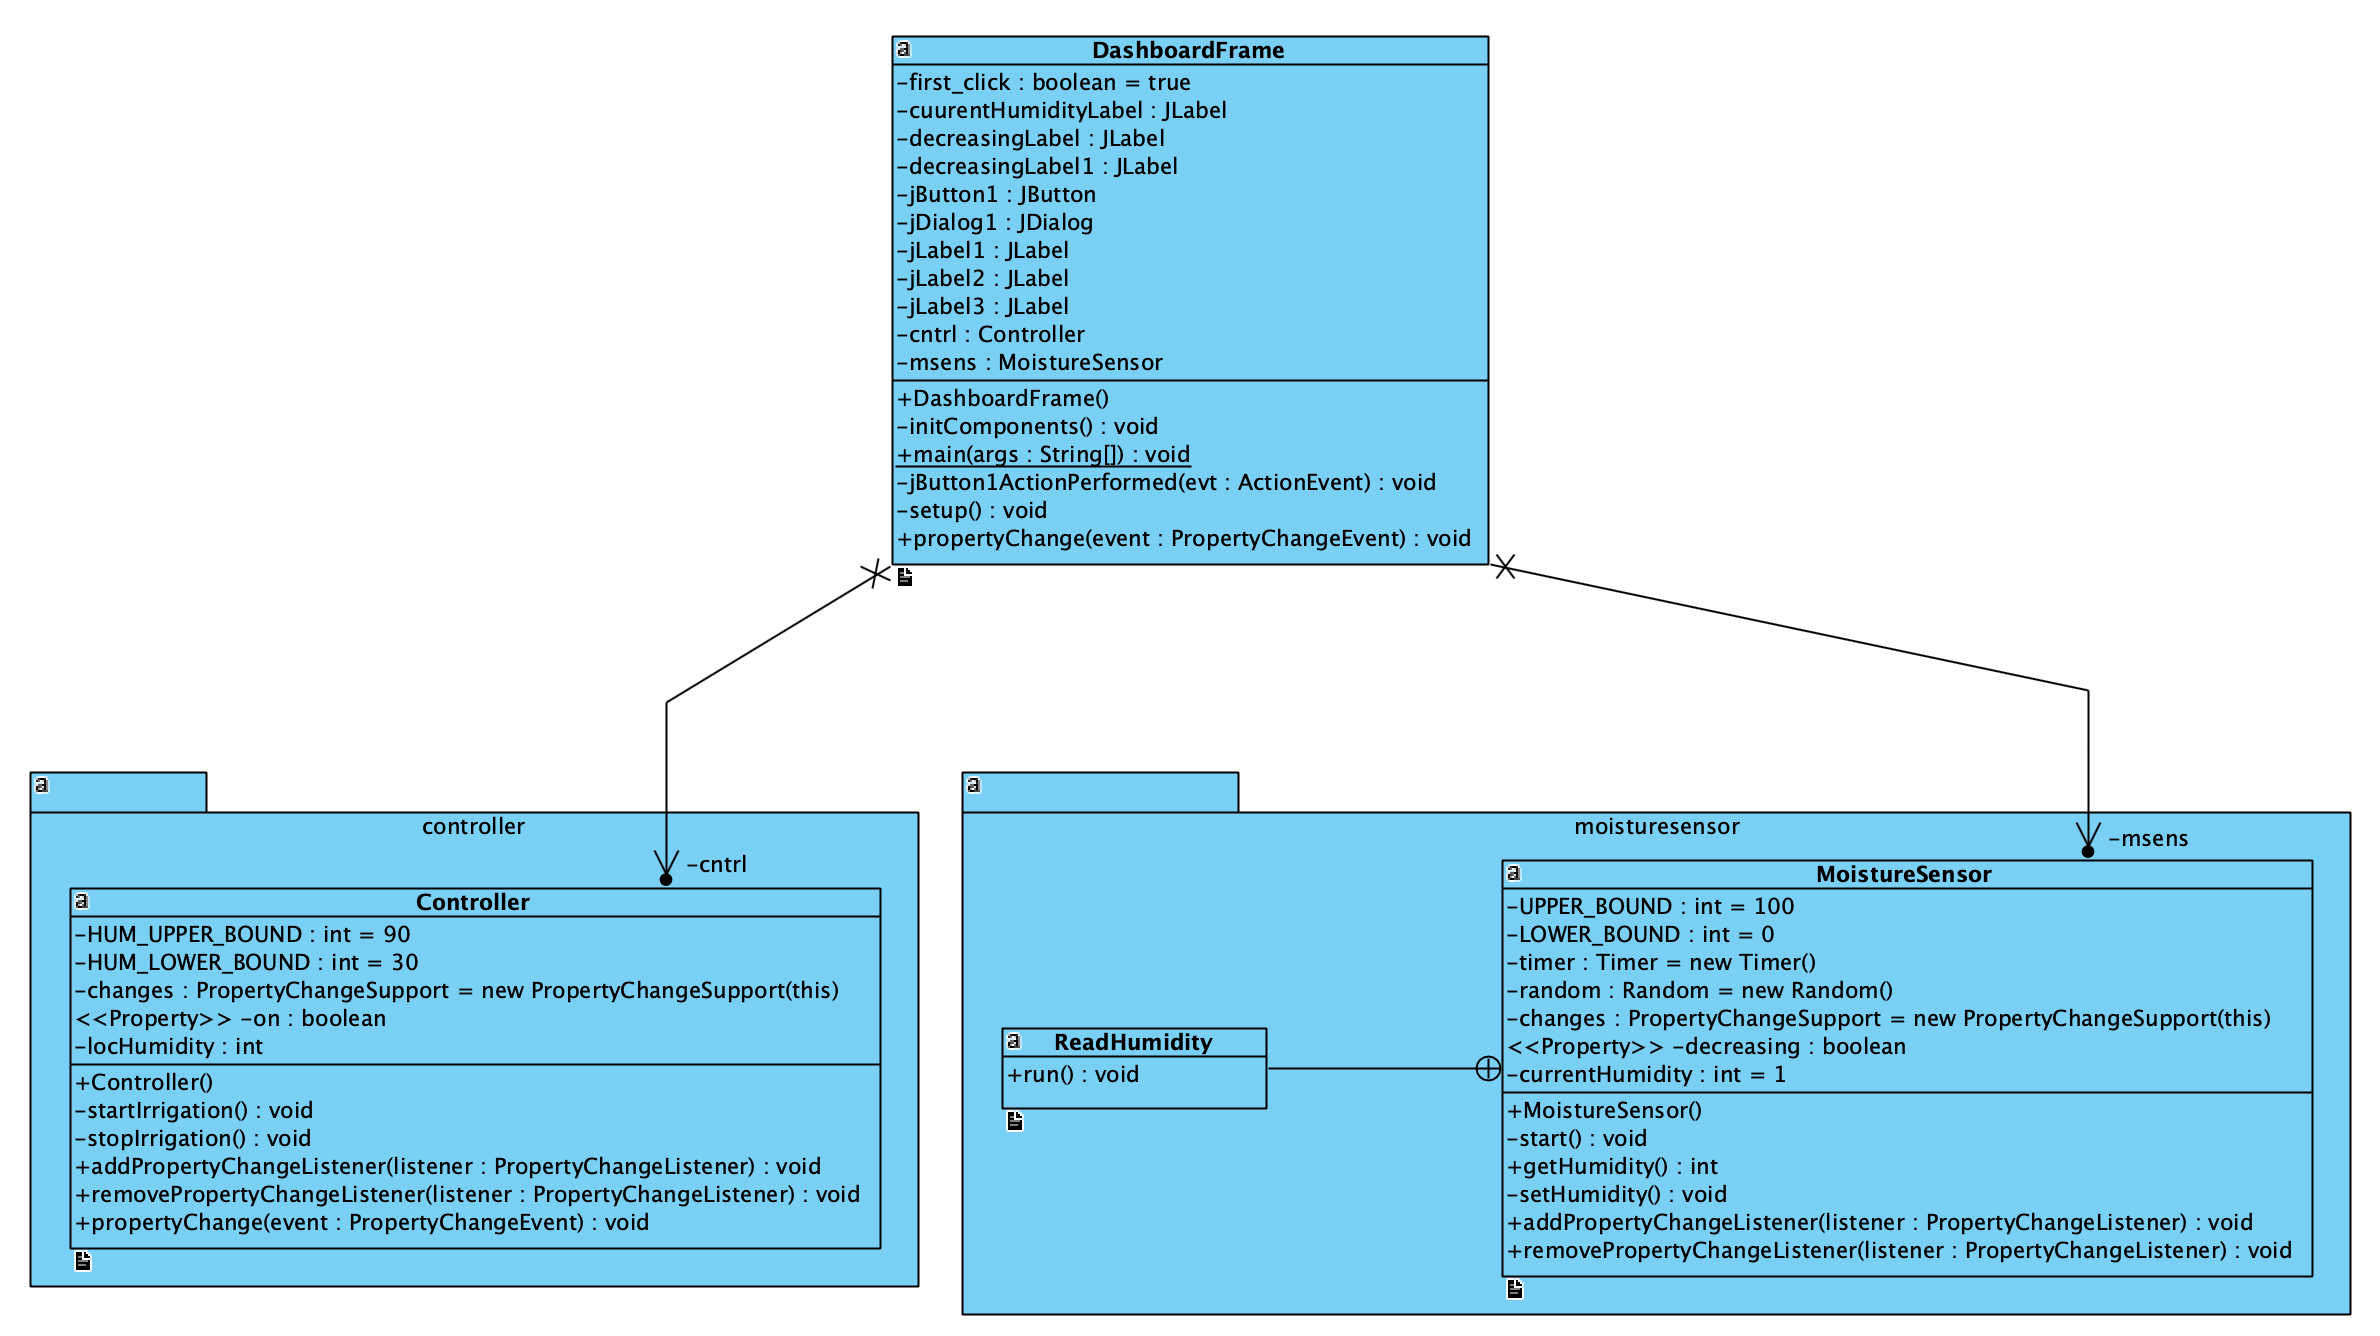 DashboardFrame
-first_click : boolean = true
-cuurentHumidityLabel : JLabel
-decreasingLabel : JLabel
-decreasingLabel1 : JLabel
-jButton1 : JButton
-jDialog1 : JDialog
-jLabel1 : JLabel
-jLabel2 : JLabel
-jLabel3 : JLabel
-cntrl : Controller
-msens : MoistureSensor
+DashboardFrame()
-initComponents() : void
+main(args : String[]) : void
-jButton1ActionPerformed(evt : ActionEvent) : void
-setup() : void
+propertyChange(event : PropertyChangeEvent) : void
a
a
controller
-cntrl
a
Controller
-HUM_UPPER_BOUND : int = 90
-HUM_LOWER_BOUND : int = 30
-changes : PropertyChangeSupport = new PropertyChangeSupport(this)
<<Property>> -on : boolean
-locHumidity : int
+Controller()
-startIrrigation() : void
-stopIrrigation() : void
+addPropertyChangeListener(listener : PropertyChangeListener) : void
+removePropertyChangeListener(listener : PropertyChangeListener) : void
+propertyChange(event : PropertyChangeEvent) : void
a
moisturesensor
-msens
a
ReadHumidity
+run() : void
a
MoistureSensor
-UPPER_BOUND : int = 100
-LOWER_BOUND : int = 0
-timer : Timer = new Timer()
-random : Random = new Random()
-changes : PropertyChangeSupport = new PropertyChangeSupport(this)
<<Property>> -decreasing : boolean
-currentHumidity : int = 1
+MoistureSensor()
-start() : void
+getHumidity() : int
-setHumidity() : void
+addPropertyChangeListener(listener : PropertyChangeListener) : void
+removePropertyChangeListener(listener : PropertyChangeListener) : void
a